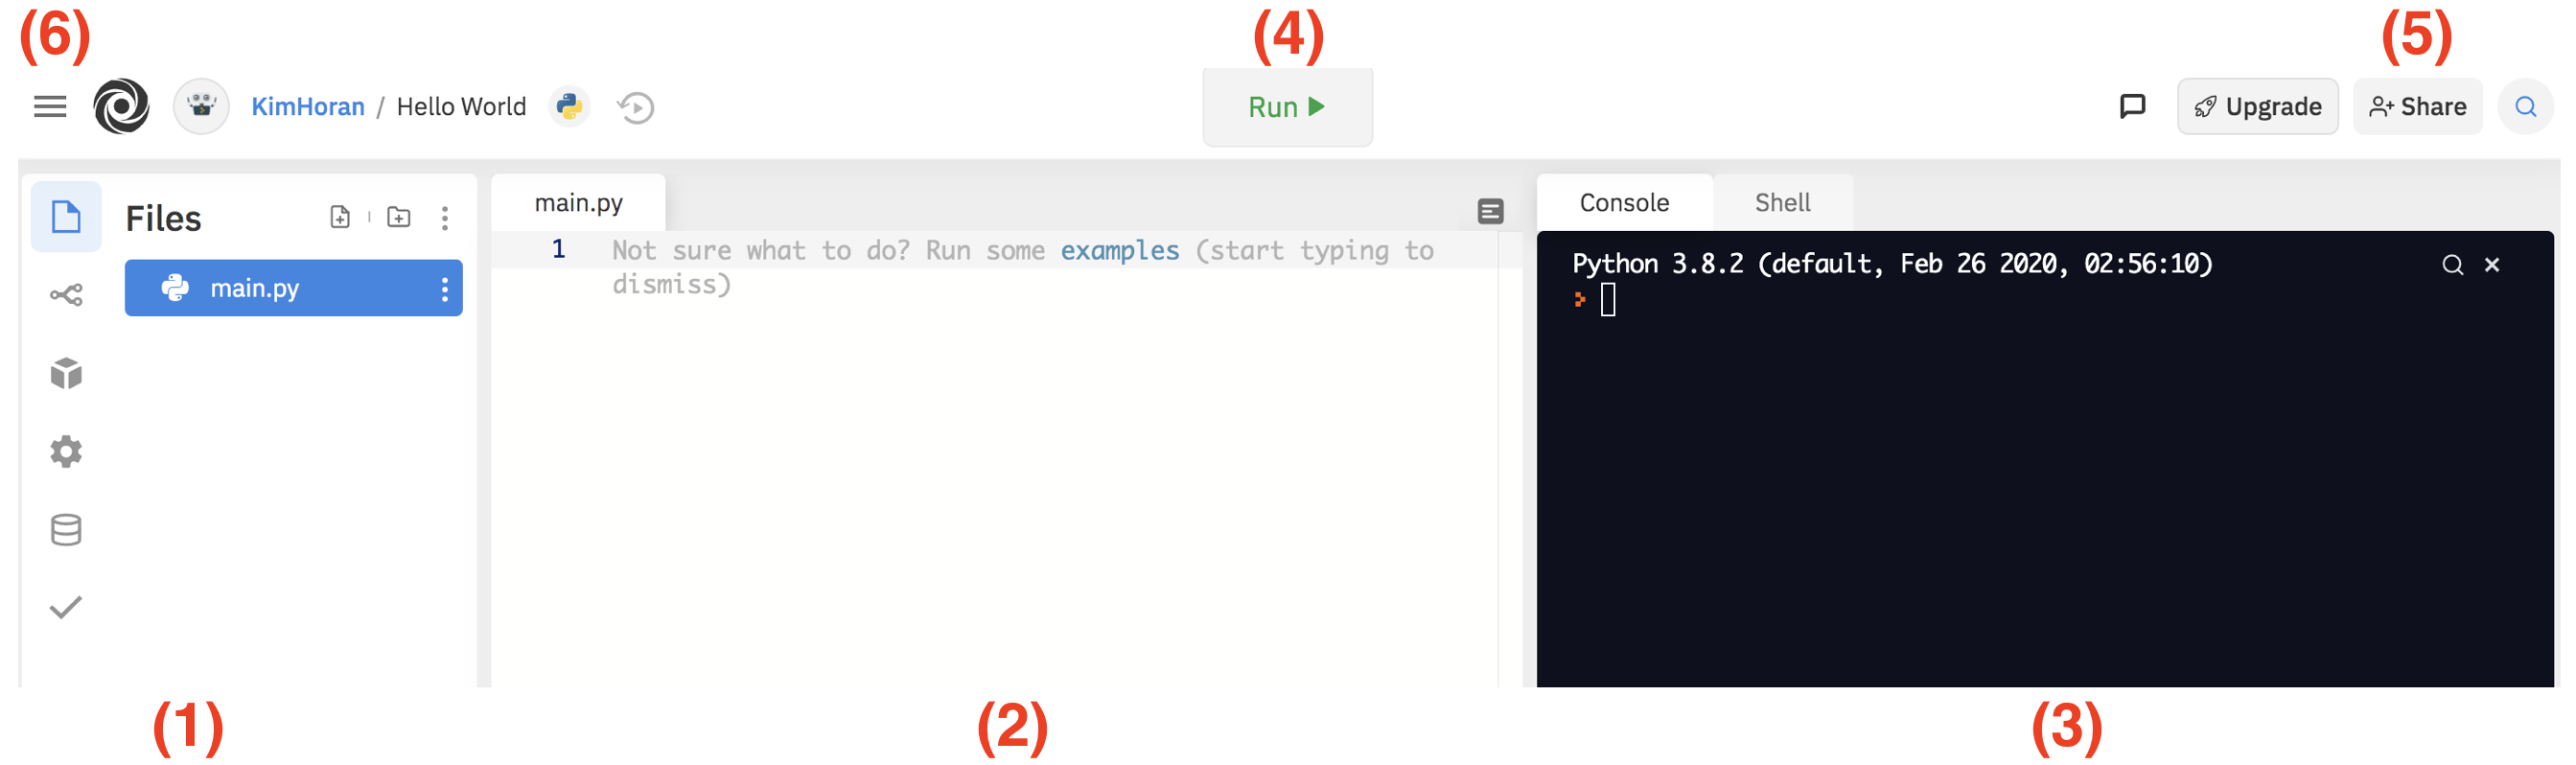 (6) (4) (5)
KimHoran / Hello World Run Upgrade Share
Files main.py Console Shell
main.py
1 Not sure what to do? Run some examples (start typing to
dismiss)
Python 3.8.2 (default, Feb 26 2020, 02:56:10)
(1) (2) (3)